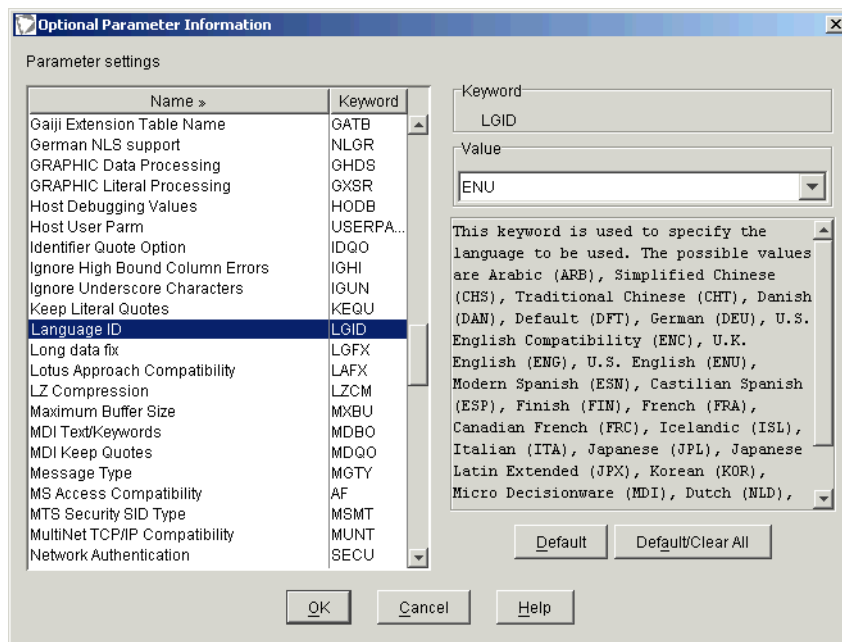 Optional Parameter Information
Parameter settings
Name » Keyword
Gaiji Extension Table Name GATB
German NLS support NLGR
GRAPHIC Data Processing GHDS
GRAPHIC Literal Processing GXSR
Host Debugging Values HODB
Host User Parm USERPA...
Identifier Quote Option IDQO
Ignore High Bound Column Errors IGHI
Ignore Underscore Characters IGUN
Keep Literal Quotes KEQU
Language ID LGID
Long data fix LGFX
Lotus Approach Compatibility LAFX
LZ Compression LZCM
Maximum Buffer Size MXBU
MDI Text/Keywords MDBO
MDI Keep Quotes MDQO
Message Type MGTY
MS Access Compatibility AF
MTS Security SID Type MSMT
MultiNet TCP/IP Compatibility MUNT
Network Authentication SECU
Keyword
LGID
Value
ENU
This keyword is used to specify the
language to be used. The possible values
are Arabic (ARB), Simplified Chinese
(CHS), Traditional Chinese (CHT), Danish
(DAN), Default (DFT), German (DEU), U.S.
English Compatibility (ENC), U.K.
English (ENG), U.S. English (ENU),
Modern Spanish (ESN), Castilian Spanish
(ESP), Finish (FIN), French (FRA),
Canadian French (FRC), Icelandic (ISL),
Italian (ITA), Japanese (JPL), Japanese
Latin Extended (JPX), Korean (KOR),
Micro Decisionware (MDI), Dutch (NLD),
Default Default/Clear All
OK Cancel Help